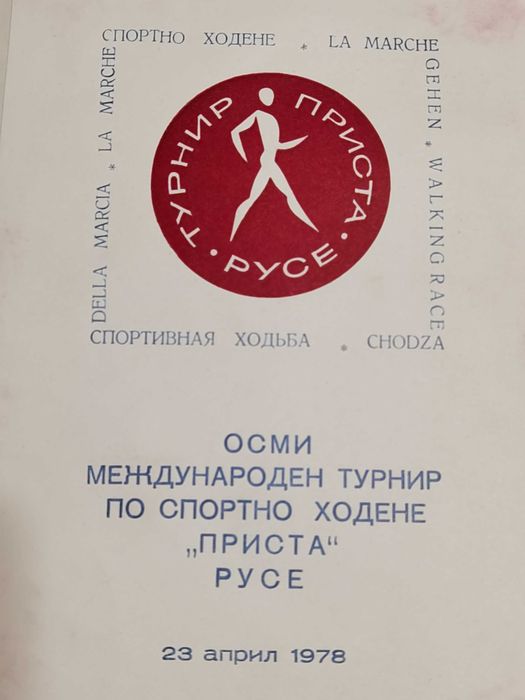 СПОРТНО ХОДЕНЕ * LA MARCHE
GEHEN * WALKING RACE
DELLA MARCIA * LA MARCHE
ТУРНИР ПРИСТА
• РУСЕ •
СПОРТИВНАЯ ХОДЬБА * CHODZA
ОСМИ
МЕЖДУНАРОДЕН ТУРНИР
ПО СПОРТНО ХОДЕНЕ
„ПРИСТА“
РУСЕ
23 април 1978